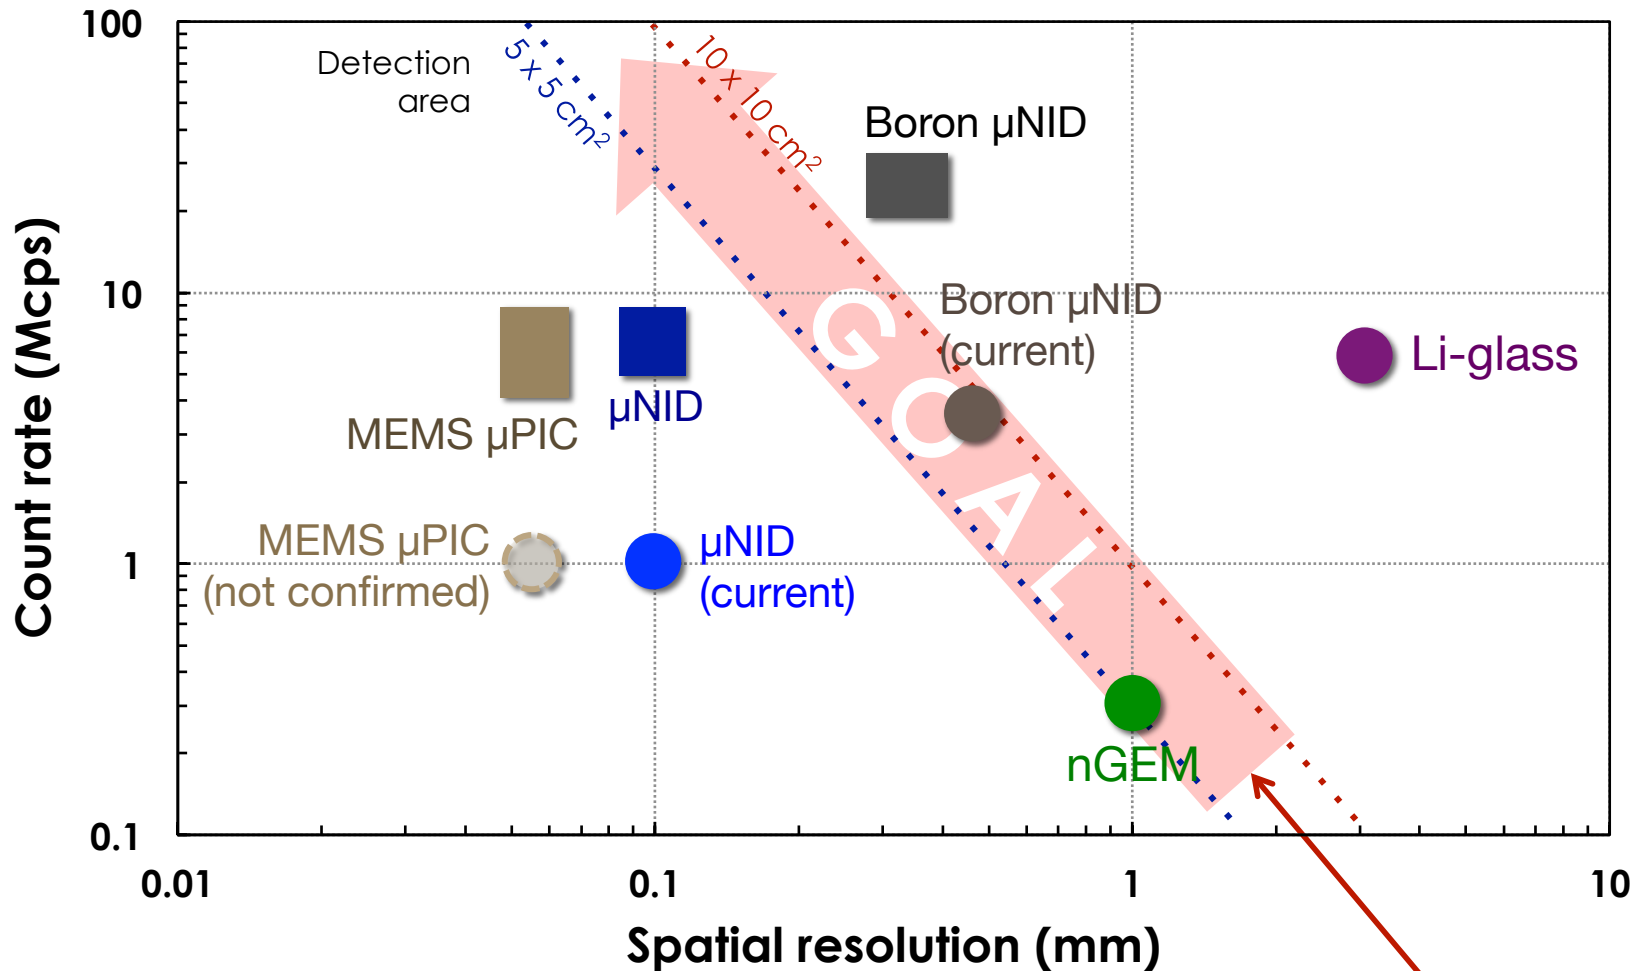 100
10
1
0.1
Count rate (Mcps)
Detection
area
5 x 5 cm²
10 x 10 cm²
Boron µNID
GOAL
Boron µNID
(current)
Li-glass
MEMS µPIC
µNID
MEMS µPIC
(not confirmed)
µNID
(current)
nGEM
0.01
0.1
1
10
Spatial resolution (mm)